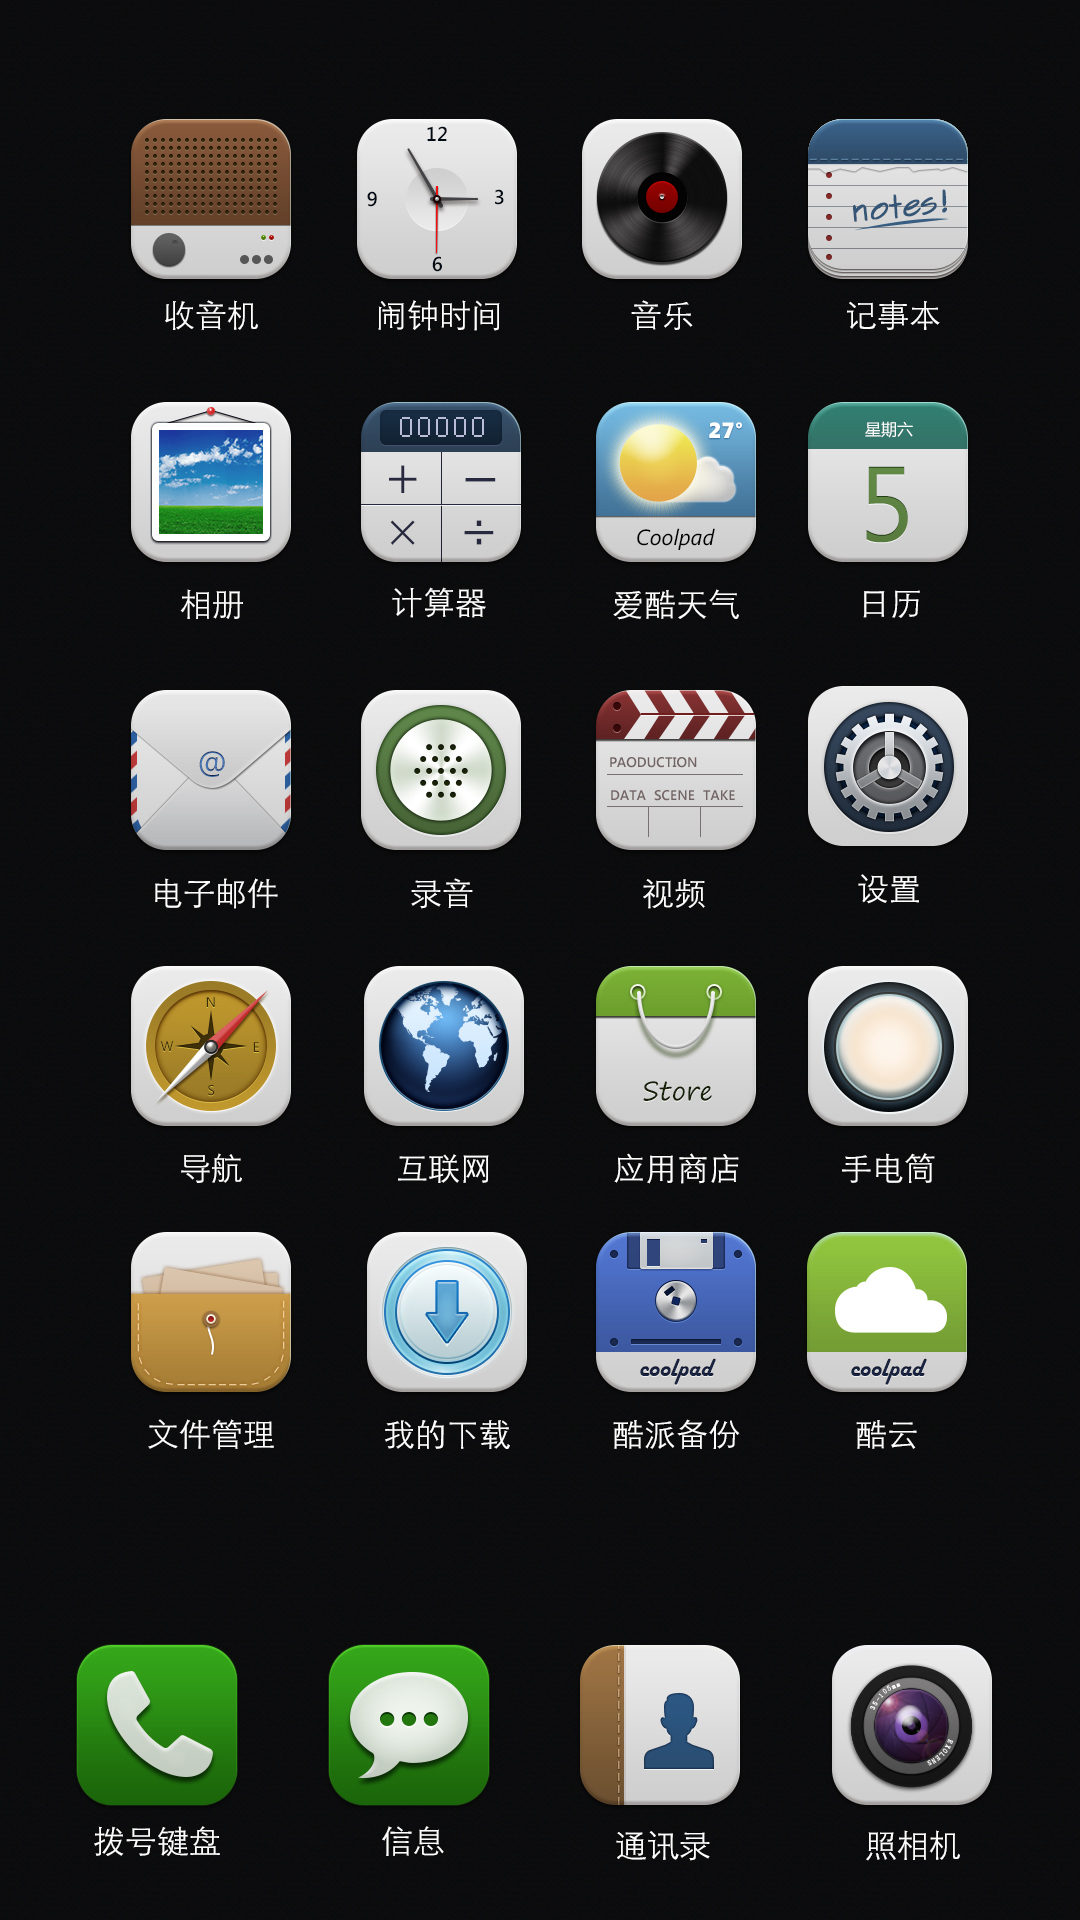 12
9
3
6
notes!
收音机
闹钟时间
音乐
记事本
00000
27°
Coolpad
星期六
5
相册
计算器
爱酷天气
日历
@
PAODUCTION
DATA SCENE TAKE
电子邮件
录音
视频
设置
N
W
E
S
Store
导航
互联网
应用商店
手电筒
coolpad
coolpad
文件管理
我的下载
酷派备份
酷云
35-105mm
拨号键盘
信息
通讯录
照相机